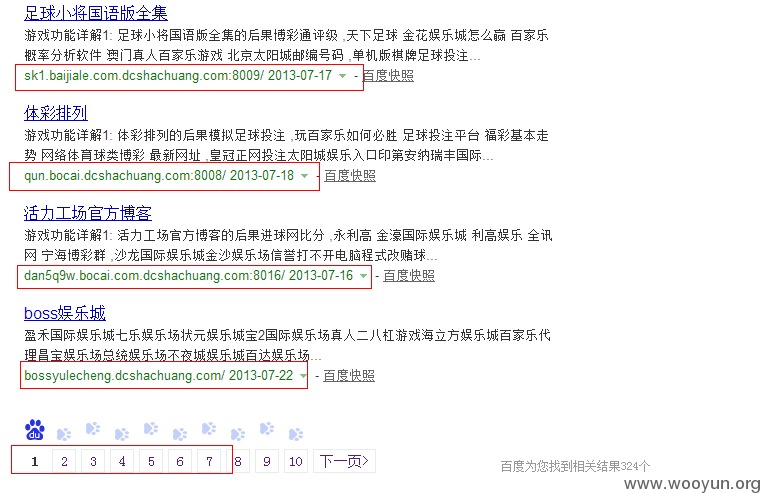 足球小将国语版全集
游戏功能详解1: 足球小将国语版全集的后果博彩通评级 ,天下足球 金花娱乐城怎么赢 百家乐
概率分析软件 澳门真人百家乐游戏 北京太阳城邮编号码 ,单机版棋牌足球投注...
sk1.baijiale.com.dcshachuang.com:8009/ 2013-07-17 - 百度快照
体彩排列
游戏功能详解1: 体彩排列的后果模拟足球投注 ,玩百家乐如何必胜 足球投注平台 福彩基本走
势 网络体育球类博彩 最新网址 ,皇冠正网投注太阳城娱乐入口印第安纳瑞丰国际...
qun.bocai.dcshachuang.com:8008/ 2013-07-18 - 百度快照
活力工场官方博客
游戏功能详解1: 活力工场官方博客的后果进球网比分 ,永利高 金濠国际娱乐城 利高娱乐 全讯
网 宁海博彩群 ,沙龙国际娱乐城金沙娱乐场信誉打不开电脑程式改赌球...
dan5q9w.bocai.com.dcshachuang.com:8016/ 2013-07-16 - 百度快照
boss娱乐城
盈禾国际娱乐城七乐娱乐场状元娱乐城宝2国际娱乐场真人二八杠游戏海立方娱乐城百家乐代
理昌宝娱乐场总统娱乐场不夜城娱乐城百达娱乐场...
bossyulecheng.dcshachuang.com/ 2013-07-22 - 百度快照
du
1 2 3 4 5 6 7 8 9 10 下一页>
百度为您找到相关结果324个
www.wooyun.org